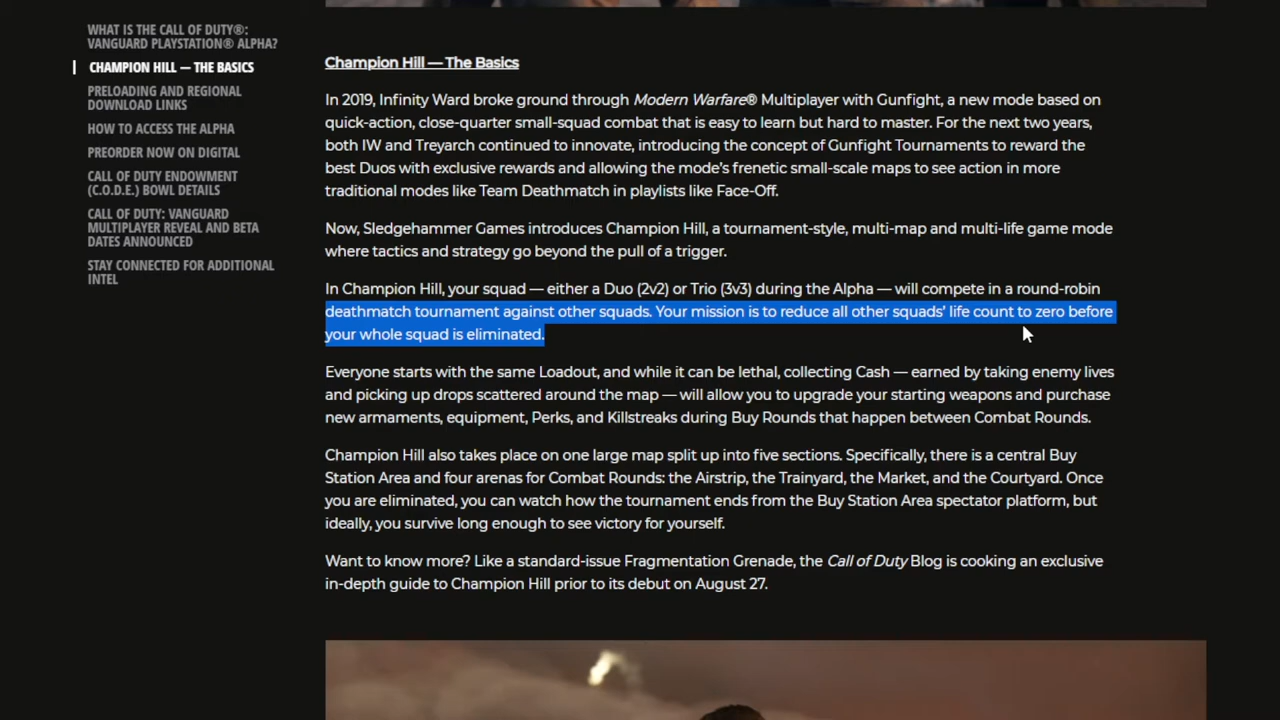 WHAT IS THE CALL OF DUTY®:
VANGUARD PLAYSTATION® ALPHA?
CHAMPION HILL — THE BASICS
PRELOADING AND REGIONAL
DOWNLOAD LINKS
HOW TO ACCESS THE ALPHA
PREORDER NOW ON DIGITAL
CALL OF DUTY ENDOWMENT
(C.O.D.E.) BOWL DETAILS
CALL OF DUTY: VANGUARD
MULTIPLAYER REVEAL AND BETA
DATES ANNOUNCED
STAY CONNECTED FOR ADDITIONAL
INTEL
Champion Hill — The Basics
In 2019, Infinity Ward broke ground through Modern Warfare® Multiplayer with Gunfight, a new mode based on
quick-action, close-quarter small-squad combat that is easy to learn but hard to master. For the next two years,
both IW and Treyarch continued to innovate, introducing the concept of Gunfight Tournaments to reward the
best Duos with exclusive rewards and allowing the mode's frenetic small-scale maps to see action in more
traditional modes like Team Deathmatch in playlists like Face-Off.
Now, Sledgehammer Games introduces Champion Hill, a tournament-style, multi-map and multi-life game mode
where tactics and strategy go beyond the pull of a trigger.
In Champion Hill, your squad — either a Duo (2v2) or Trio (3v3) during the Alpha — will compete in a round-robin
deathmatch tournament against other squads. Your mission is to reduce all other squads' life count to zero before
your whole squad is eliminated.
Everyone starts with the same Loadout, and while it can be lethal, collecting Cash — earned by taking enemy lives
and picking up drops scattered around the map — will allow you to upgrade your starting weapons and purchase
new armaments, equipment, Perks, and Killstreaks during Buy Rounds that happen between Combat Rounds.
Champion Hill also takes place on one large map split up into five sections. Specifically, there is a central Buy
Station Area and four arenas for Combat Rounds: the Airstrip, the Trainyard, the Market, and the Courtyard. Once
you are eliminated, you can watch how the tournament ends from the Buy Station Area spectator platform, but
ideally, you survive long enough to see victory for yourself.
Want to know more? Like a standard-issue Fragmentation Grenade, the Call of Duty Blog is cooking an exclusive
in-depth guide to Champion Hill prior to its debut on August 27.